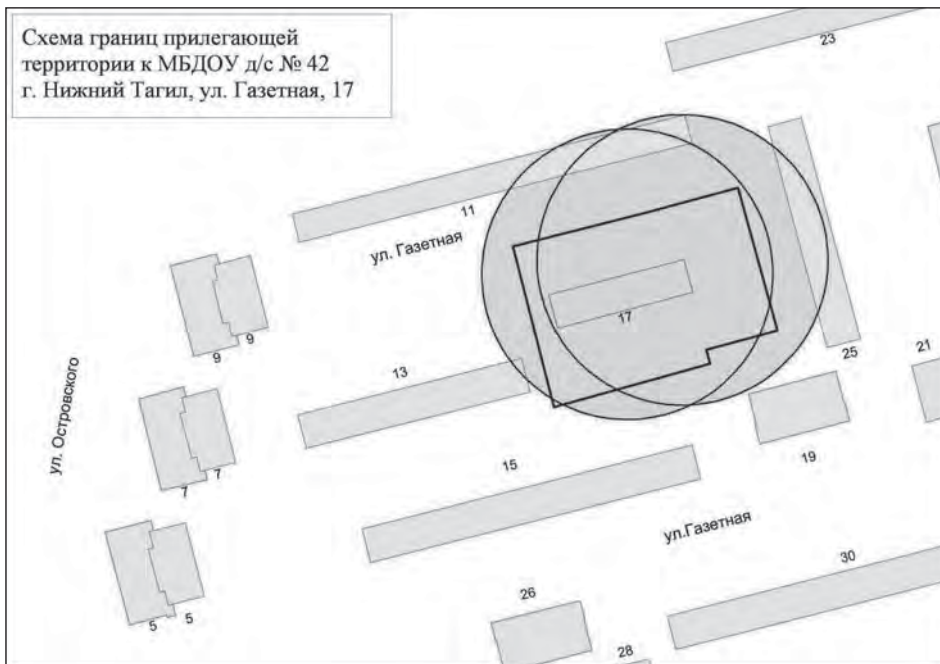 Схема границ прилегающей
территории к МБДОУ д/с № 42
г. Нижний Тагил, ул. Газетная, 17
23
11
ул. Газетная
17
9
9
25
21
13
ул. Островского
7
7
15
19
ул.Газетная
30
26
5
5
28